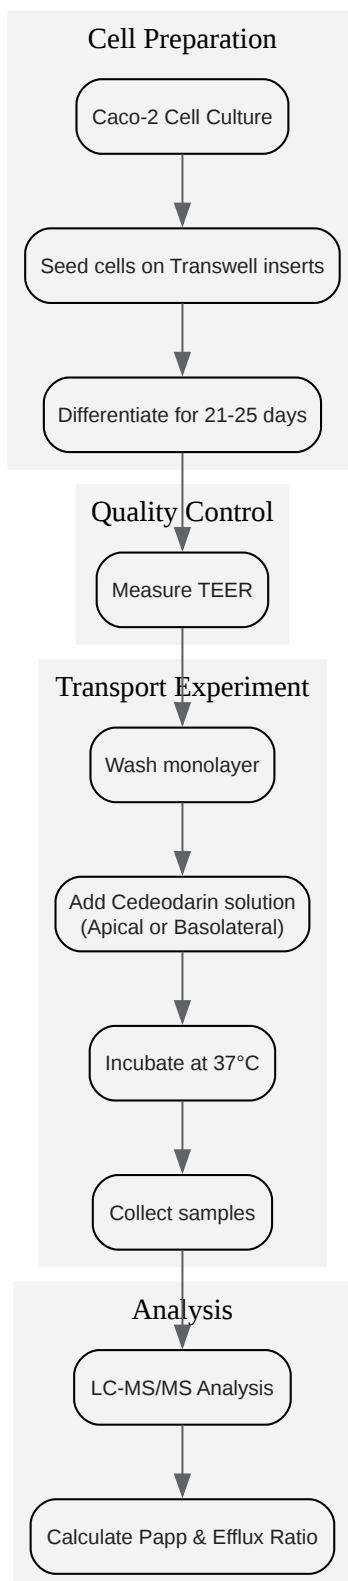 Cell Preparation
Caco-2 Cell Culture
Seed cells on Transwell inserts
Differentiate for 21-25 days
Quality Control
Measure TEER
Transport Experiment
Wash monolayer
Add Cedeodarin solution
(Apical or Basolateral)
Incubate at 37°C
Collect samples
Analysis
LC-MS/MS Analysis
Calculate Papp & Efflux Ratio